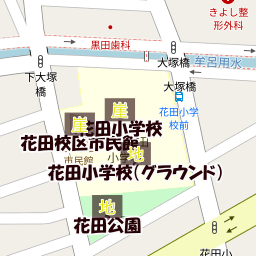 きよし整
形外科
黒田歯科
大塚橋
牟呂用水
下大塚
橋
大塚橋
花田小学
校前
崖
崖
花田小学校
花田校区市民館
市民館
小学
地
花田小学校(グラウンド)
地
花田公園
花田小